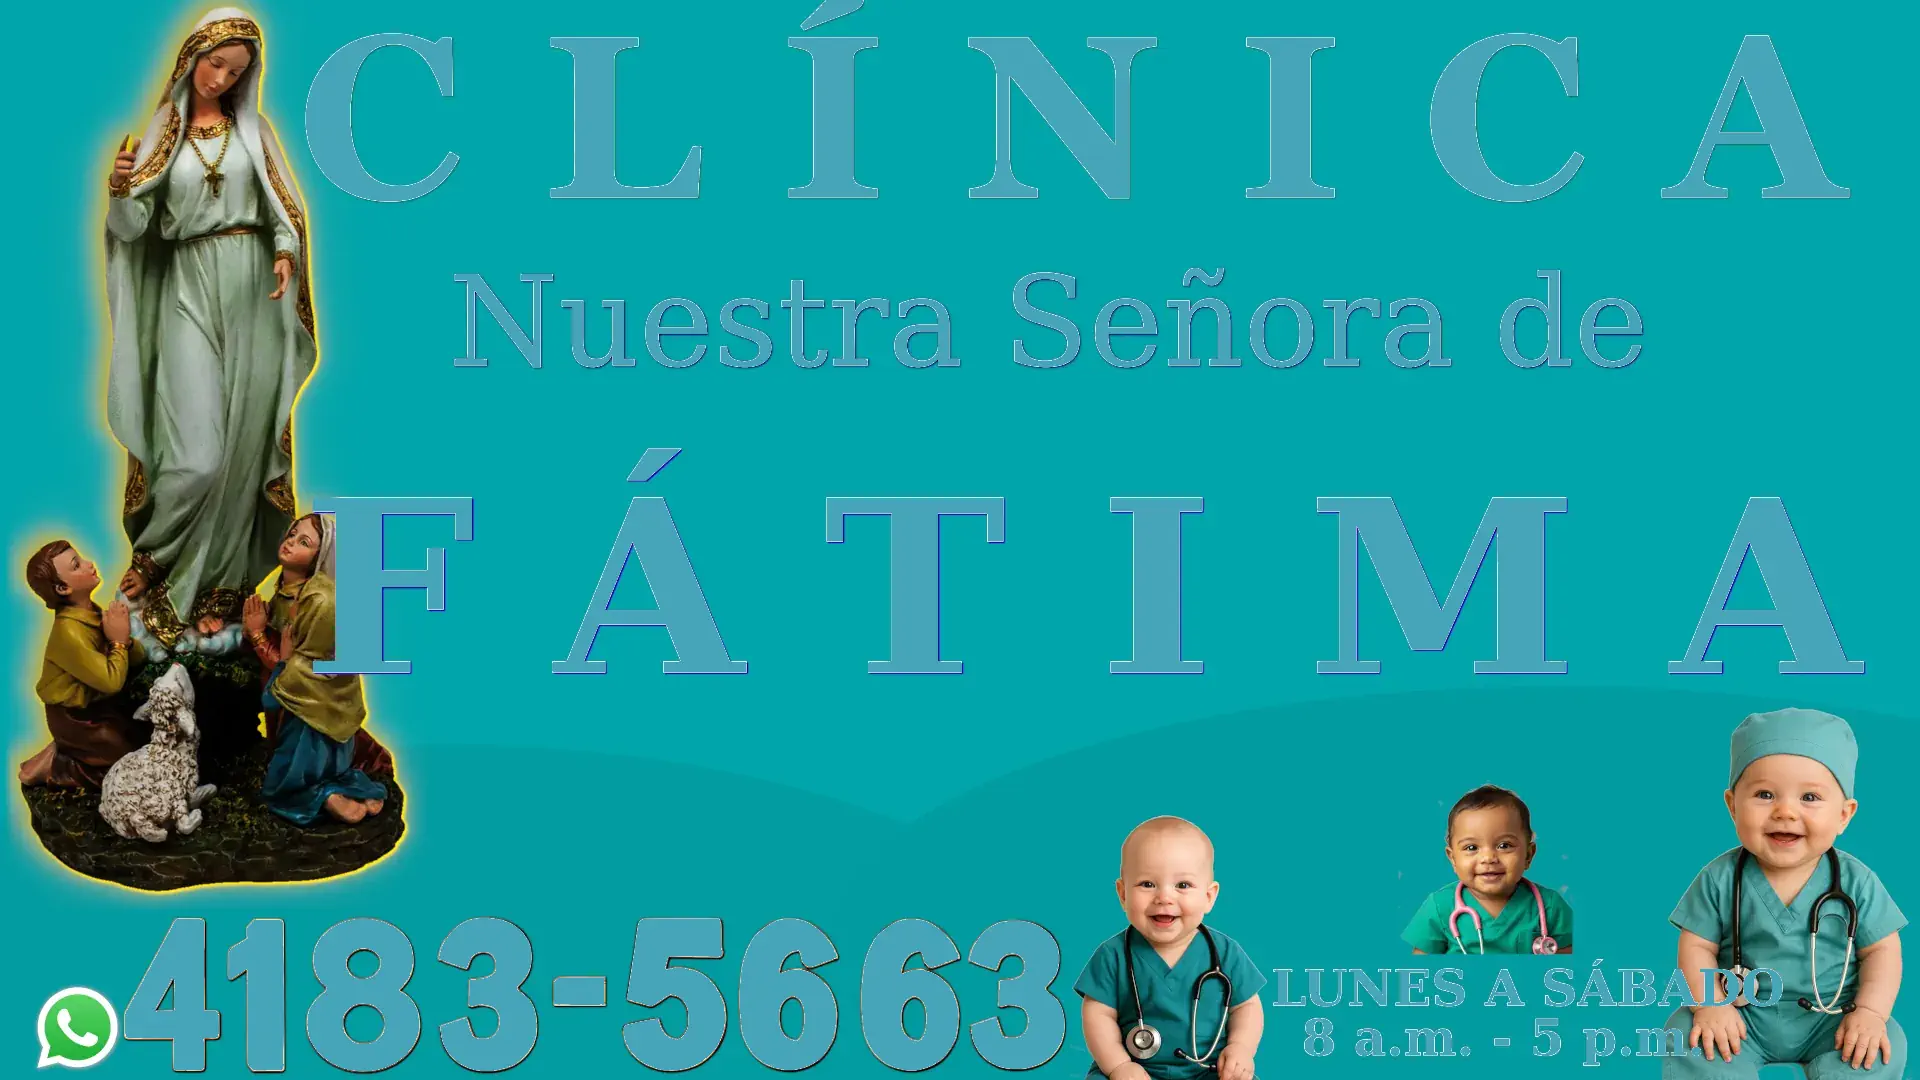 CLÍNICA
Nuestra Señora de
FÁTIMA
4183-5663
LUNES A SÁBADO
8 a.m. - 5 p.m.